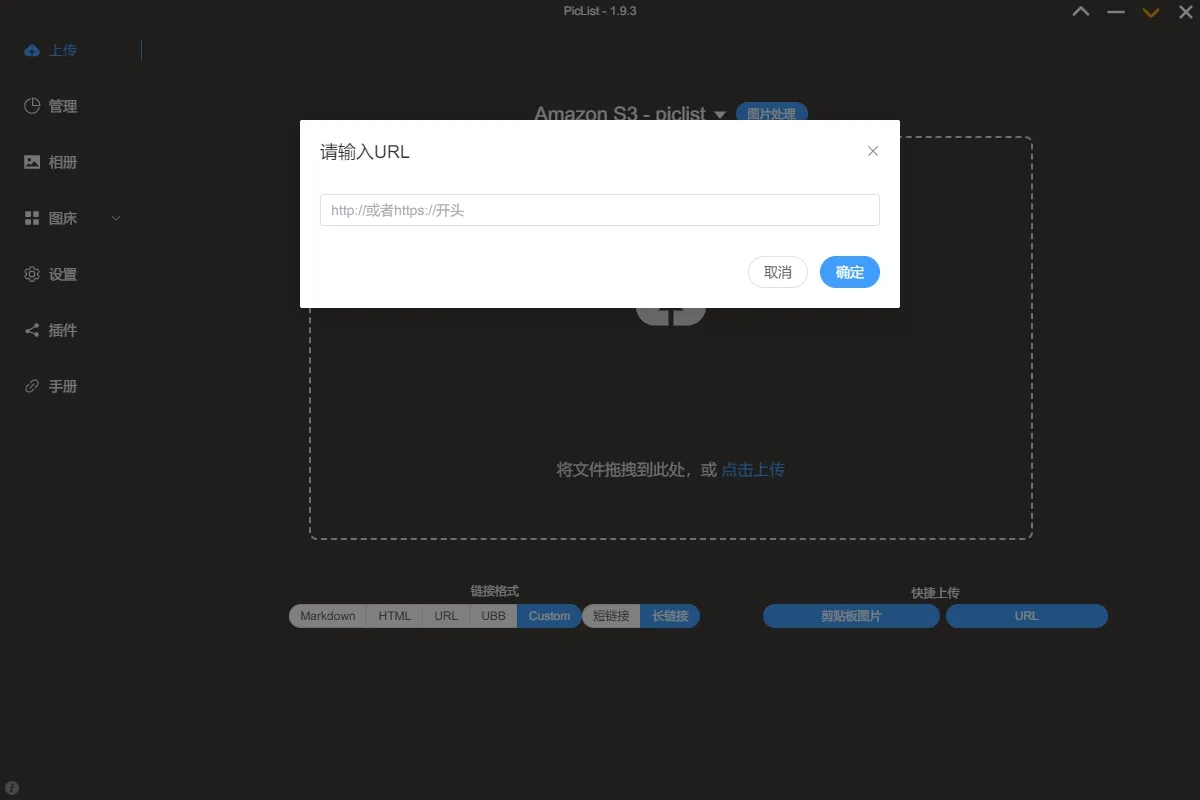 PicList - 1.9.3
上传
管理
相册
图床
设置
插件
手册
Amazon S3 - piclist
图片处理
请输入URL
http://或者https://开头
取消
确定
将文件拖拽到此处，或 点击上传
链接格式
Markdown
HTML
URL
UBB
Custom
短链接
长链接
快捷上传
剪贴板图片
URL